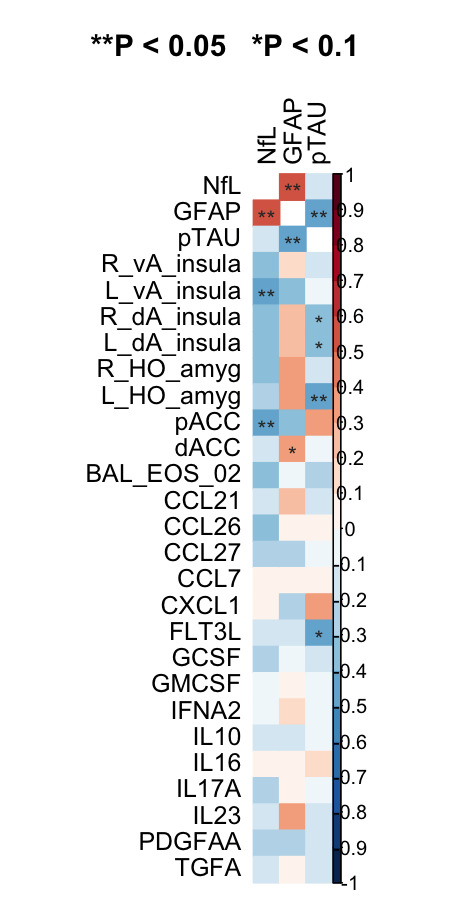 **P < 0.05 *P < 0.1
NfL GFAP pTAU
NfL ** 1
GFAP ** ** 0.9
pTAU ** 0.8
R_vA_insula 0.7
L_vA_insula ** 0.6
R_dA_insula * 0.5
L_dA_insula * 0.4
R_HO_amyg 0.3
L_HO_amyg ** 0.2
pACC ** 0.1
dACC * 0
BAL_EOS_02 0.1
CCL21 0.2
CCL26 0.3
CCL27 0.4
CCL7 0.5
CXCL1 0.6
FLT3L * 0.7
GCSF 0.8
GMCSF 0.9
IFNA2 -1
IL10
IL16
IL17A
IL23
PDGFAA
TGFA